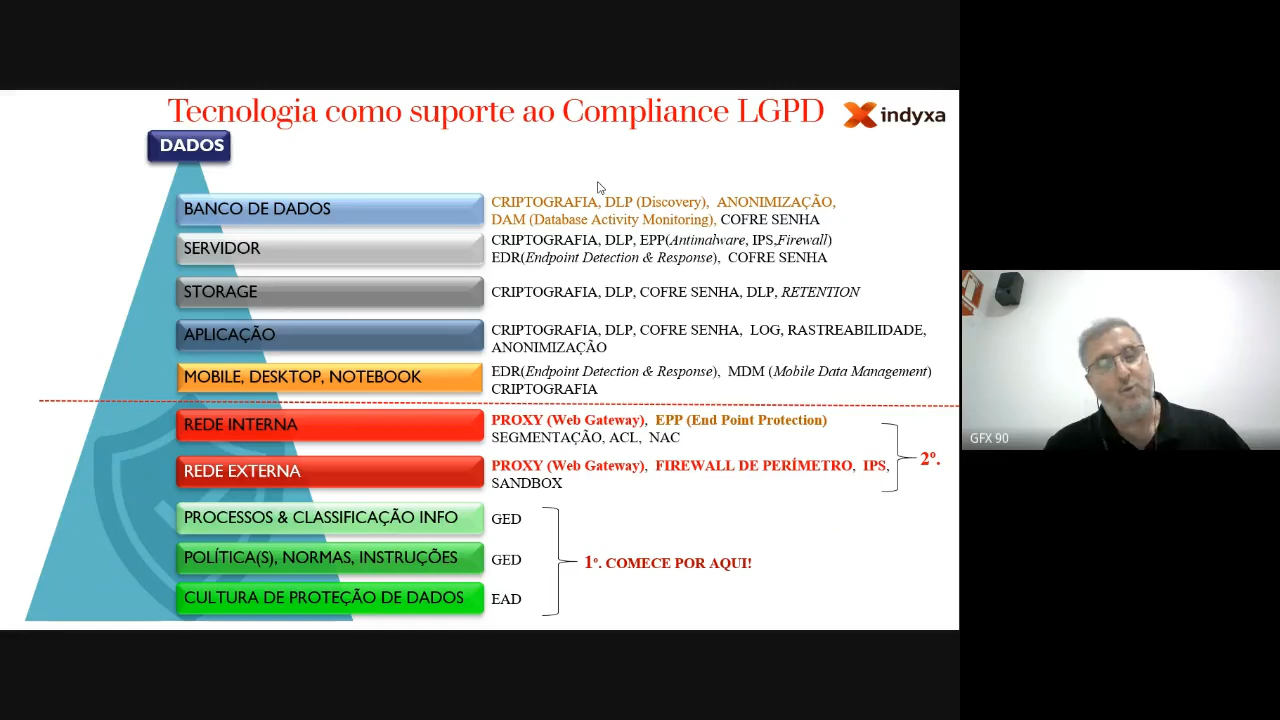 Tecnologia como suporte ao Compliance LGPD
indyxa
DADOS
BANCO DE DADOS
CRIPTOGRAFIA, DLP (Discovery), ANONIMIZAÇÃO,
DAM (Database Activity Monitoring), COFRE SENHA
SERVIDOR
CRIPTOGRAFIA, DLP, EPP(Antimalware, IPS,Firewall)
EDR(Endpoint Detection & Response), COFRE SENHA
STORAGE
CRIPTOGRAFIA, DLP, COFRE SENHA, DLP, RETENTION
APLICAÇÃO
CRIPTOGRAFIA, DLP, COFRE SENHA, LOG, RASTREABILIDADE,
ANONIMIZAÇÃO
MOBILE, DESKTOP, NOTEBOOK
EDR(Endpoint Detection & Response), MDM (Mobile Data Management)
CRIPTOGRAFIA
REDE INTERNA
PROXY (Web Gateway), EPP (End Point Protection)
SEGMENTAÇÃO, ACL, NAC
REDE EXTERNA
PROXY (Web Gateway), FIREWALL DE PERÍMETRO, IPS,
SANDBOX
2º.
PROCESSOS & CLASSIFICAÇÃO INFO
GED
POLÍTICA(S), NORMAS, INSTRUÇÕES
GED
1º. COMECE POR AQUI!
CULTURA DE PROTEÇÃO DE DADOS
EAD
GFX 90